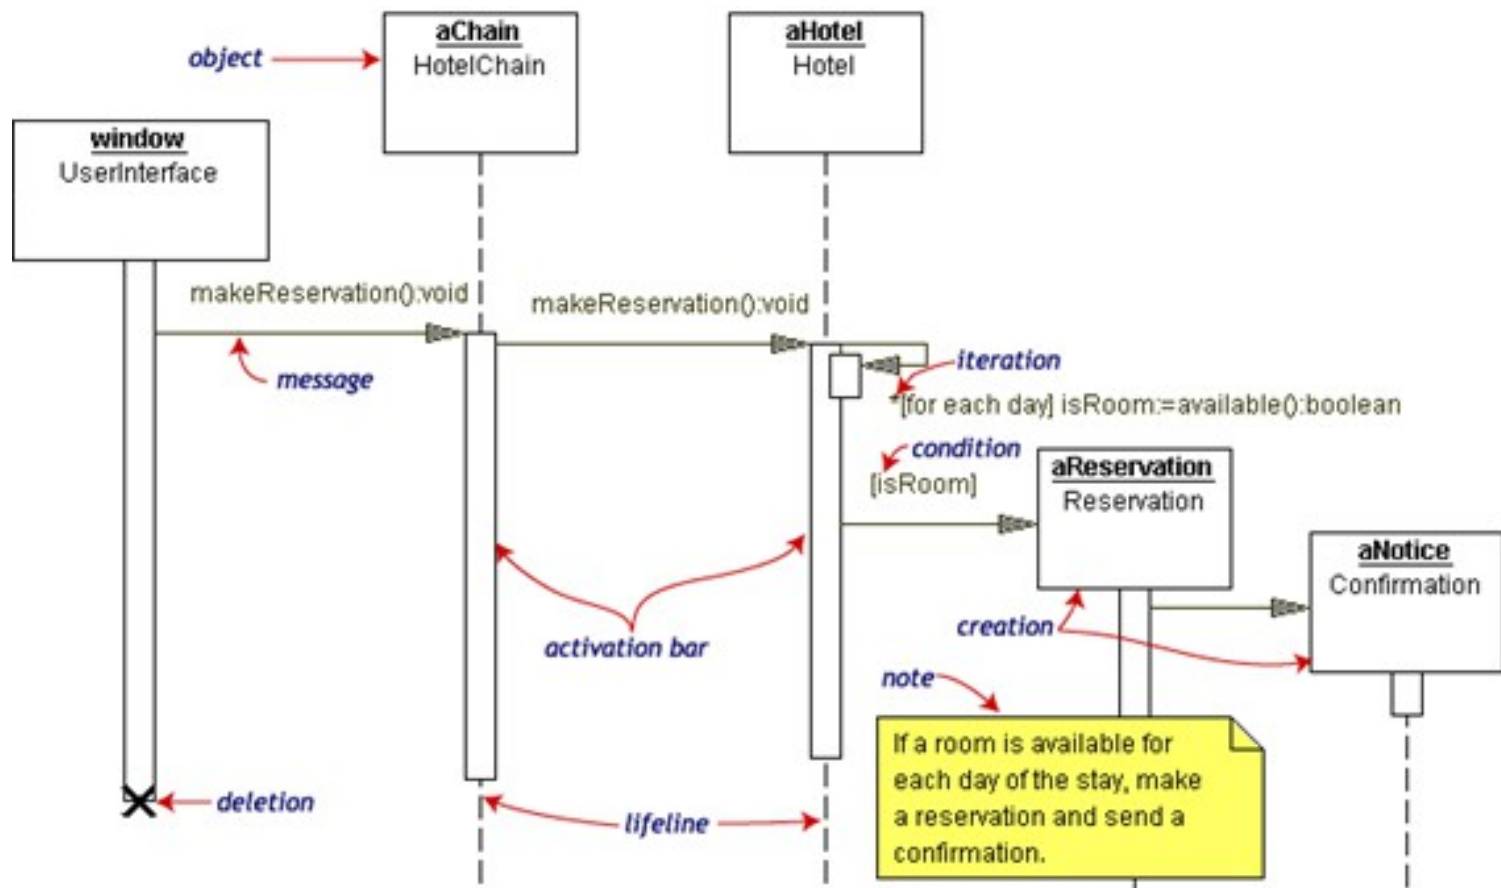 aChain
HotelChain
aHotel
Hotel
object
window
UserInterface
makeReservation():void
makeReservation():void
message
iteration
*[for each day] isRoom:=available():boolean
condition
[isRoom]
aReservation
Reservation
aNotice
Confirmation
creation
activation bar
note
If a room is available for
each day of the stay, make
a reservation and send a
confirmation.
deletion
lifeline